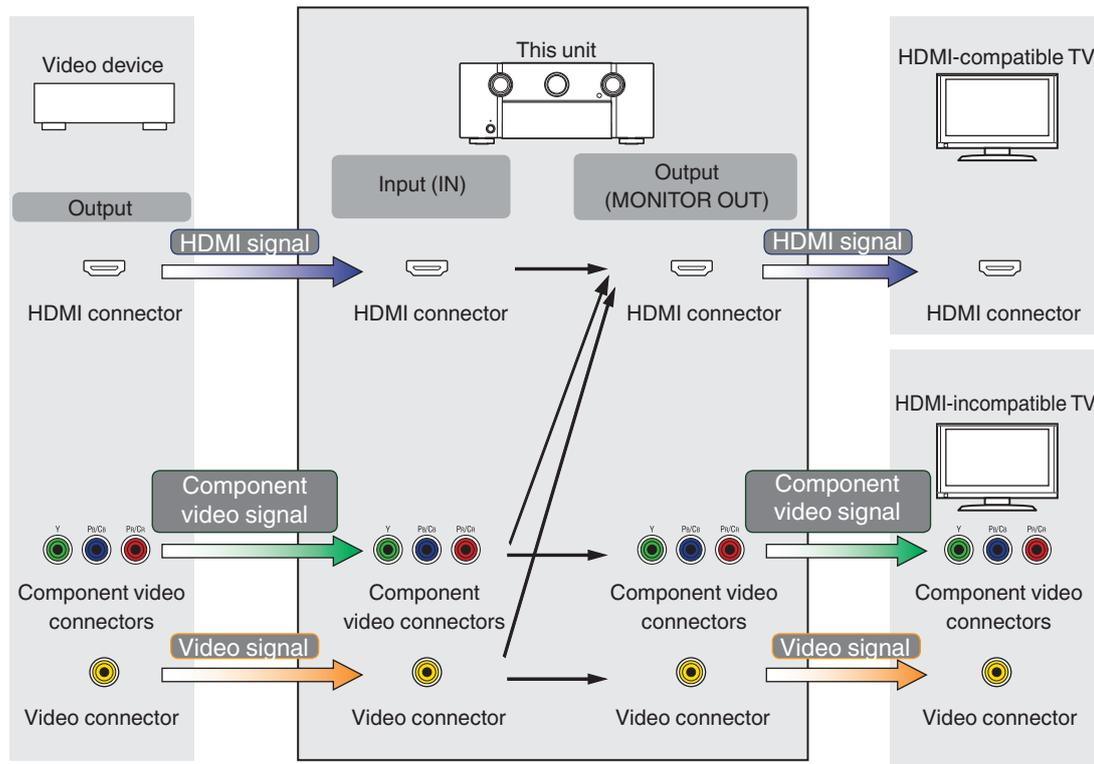 This unit
Video device
HDMI-compatible TV
Input (IN)
Output
(MONITOR OUT)
Output
HDMI signal
HDMI signal
HDMI connector
HDMI connector
HDMI connector
HDMI connector
HDMI-incompatible TV
Component
video signal
Component
video signal
Y PB/CB PR/CR
Y PB/CB PR/CR
Y PB/CB PR/CR
Y PB/CB PR/CR
Component video
connectors
Component
video connectors
Component video
connectors
Component video
connectors
Video signal
Video signal
Video connector
Video connector
Video connector
Video connector